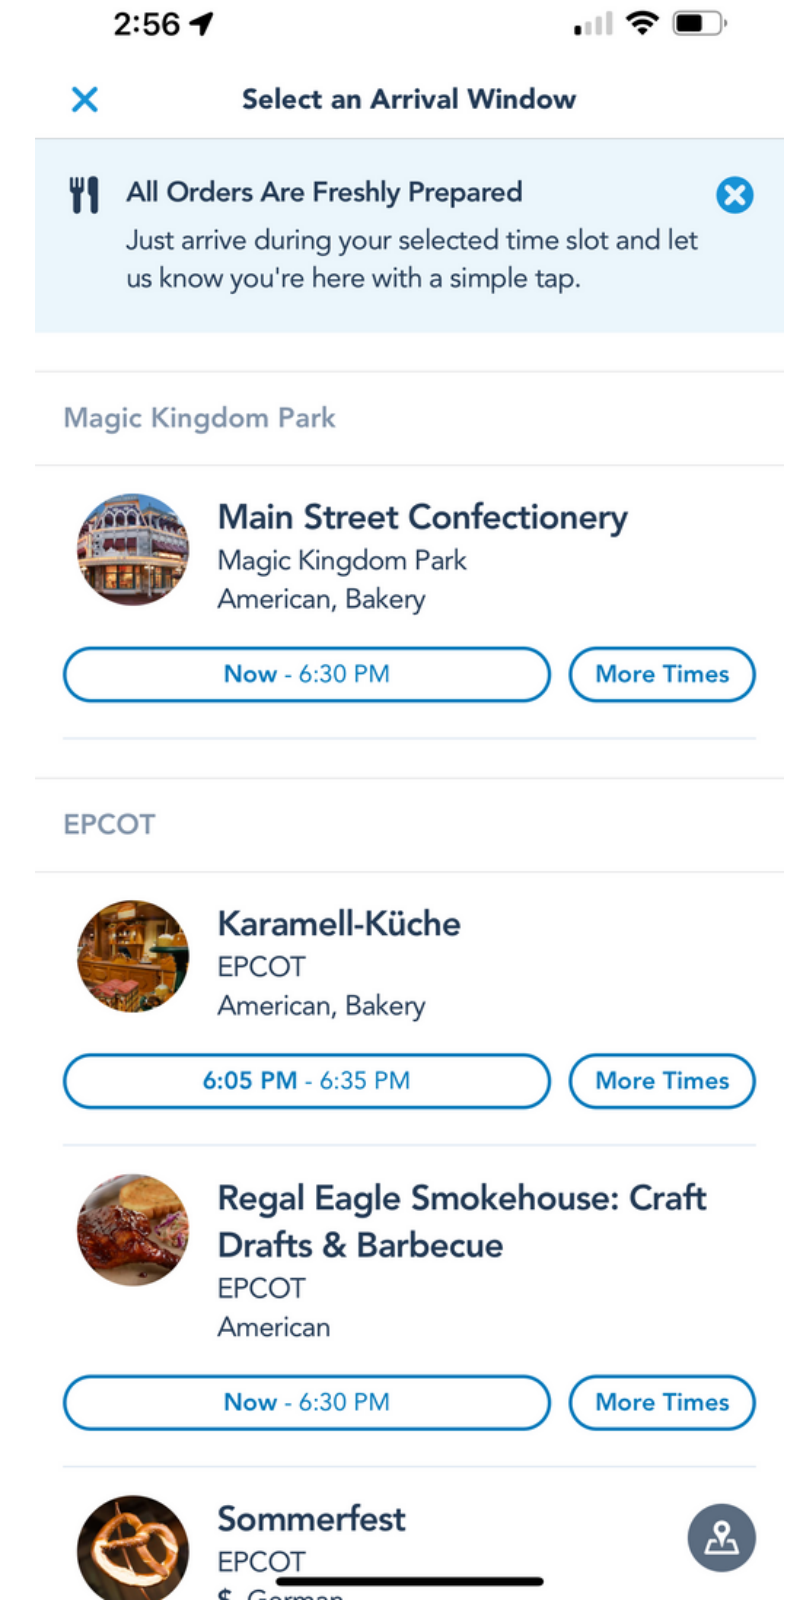 2:56
Select an Arrival Window
All Orders Are Freshly Prepared
Just arrive during your selected time slot and let
us know you're here with a simple tap.
Magic Kingdom Park
Main Street Confectionery
Magic Kingdom Park
American, Bakery
Now - 6:30 PM
More Times
EPCOT
Karamell-Küche
EPCOT
American, Bakery
6:05 PM - 6:35 PM
More Times
Regal Eagle Smokehouse: Craft
Drafts & Barbecue
EPCOT
American
Now - 6:30 PM
More Times
Sommerfest
EPCOT
$, German